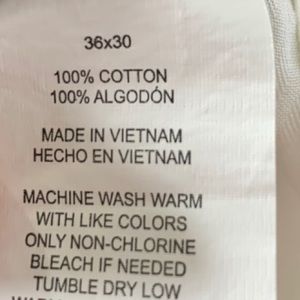 36x30
100% COTTON
100% ALGODÓN
MADE IN VIETNAM
HECHO EN VIETNAM
MACHINE WASH WARM
WITH LIKE COLORS
ONLY NON-CHLORINE
BLEACH IF NEEDED
TUMBLE DRY LOW